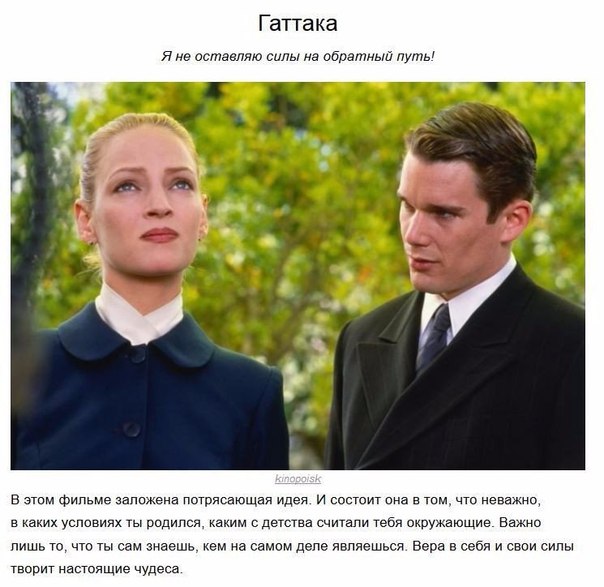 Гаттака
Я не оставляю силы на обратный путь!
kinopoisk
В этом фильме заложена потрясающая идея. И состоит она в том, что неважно,
в каких условиях ты родился, каким с детства считали тебя окружающие. Важно
лишь то, что ты сам знаешь, кем на самом деле являешься. Вера в себя и свои силы
творит настоящие чудеса.